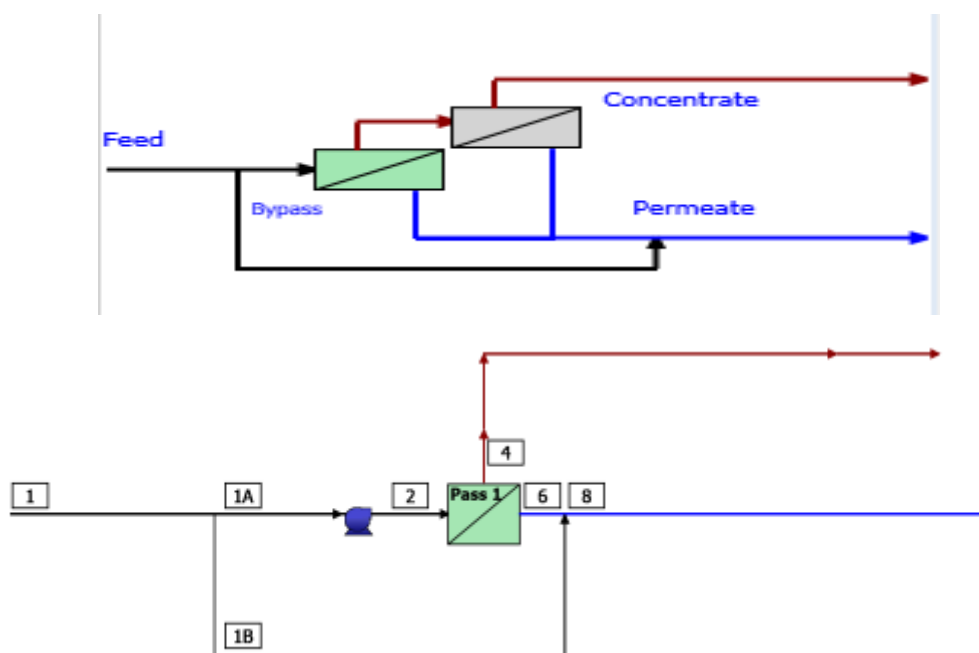 Concentrate
Feed
Bypass
Permeate
4
Pass 1
1
1A
2
6
8
1B